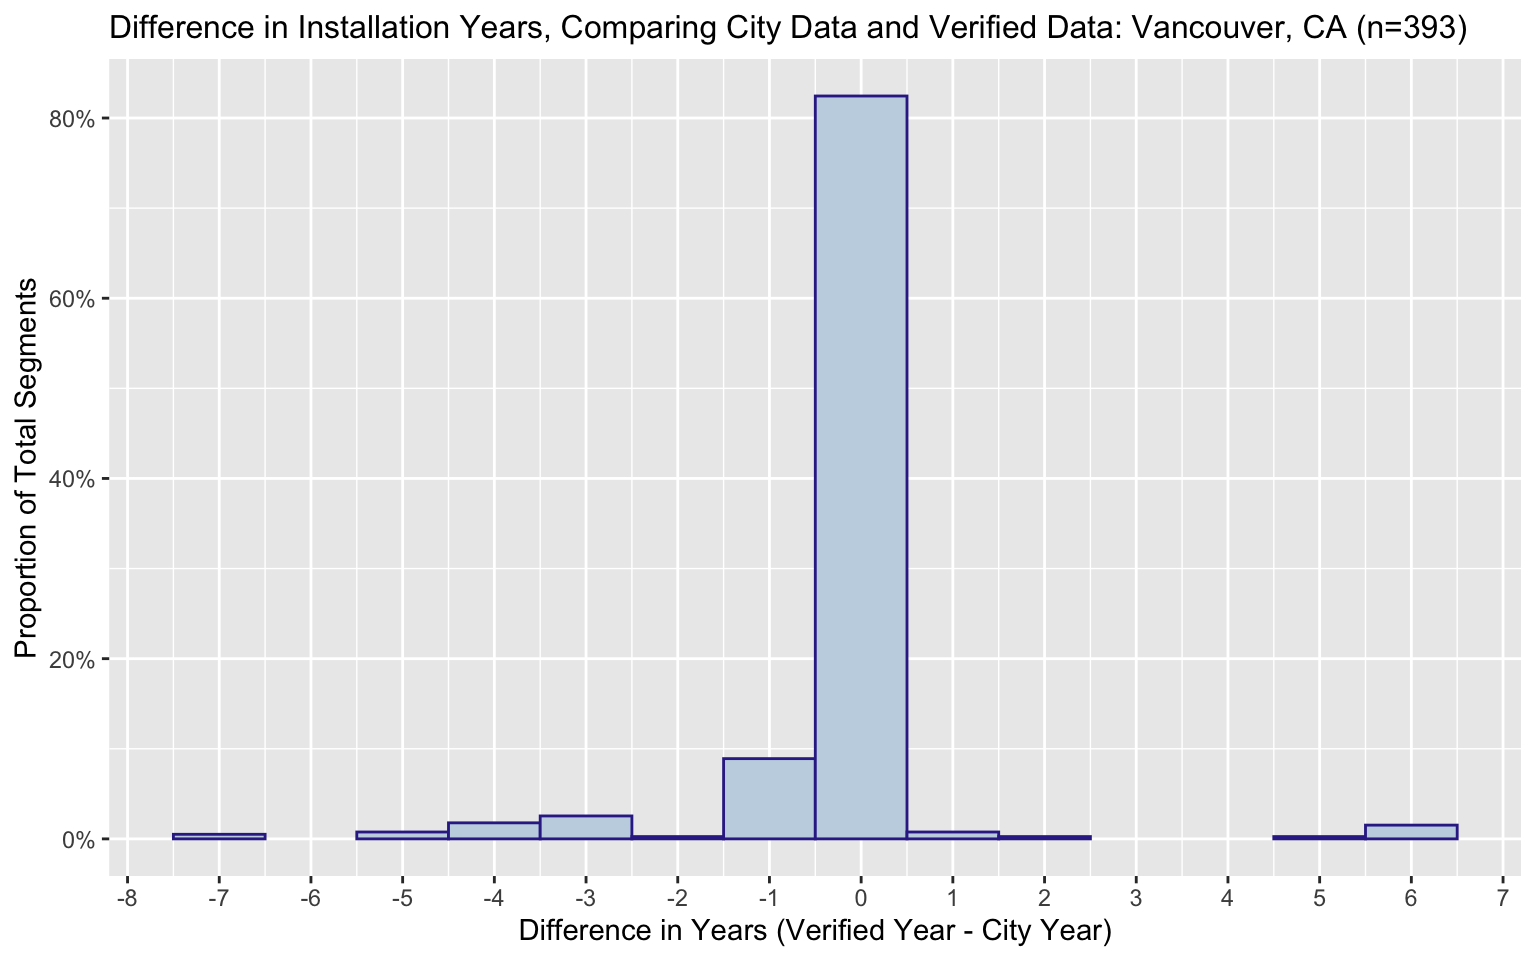 Difference in Installation Years, Comparing City Data and Verified Data: Vancouver, CA (n=393)
Proportion of Total Segments
80%
60%
40%
20%
0%
-8 -7 -6 -5 -4 -3 -2 -1 0 1 2 3 4 5 6 7
Difference in Years (Verified Year - City Year)